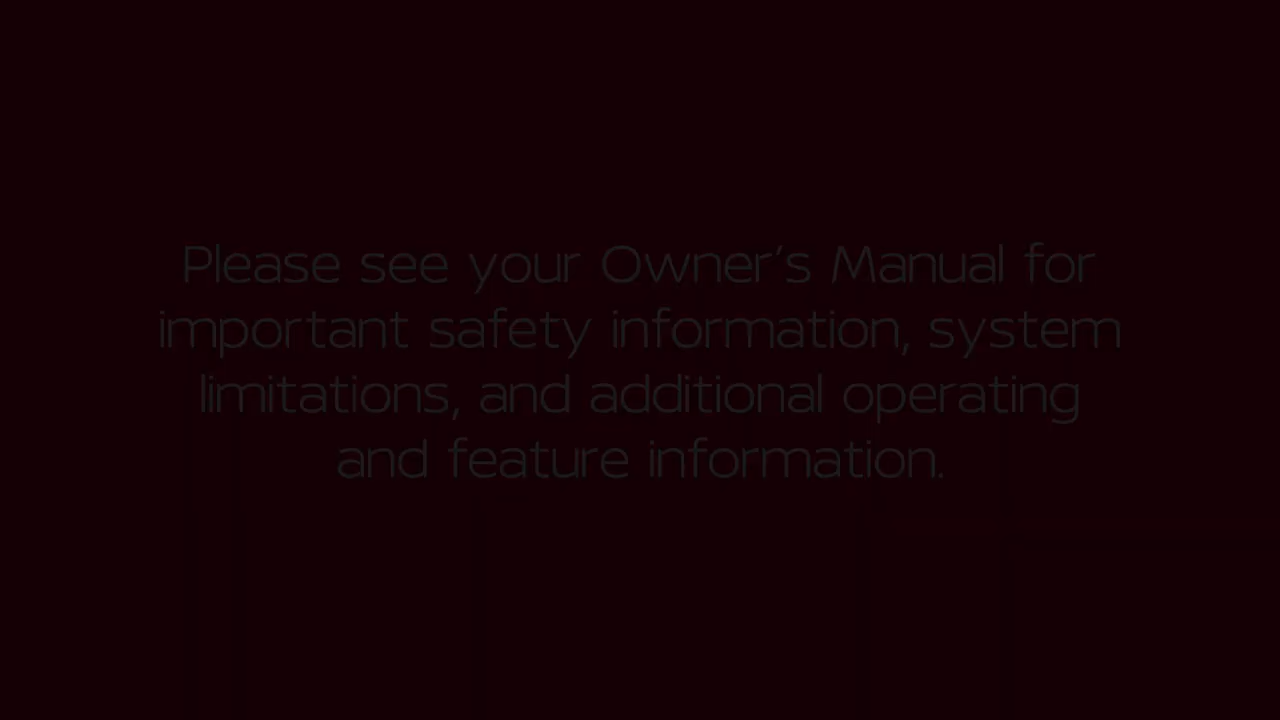 Please see your Owner’s Manual for
important safety information, system
limitations, and additional operating
and feature information.